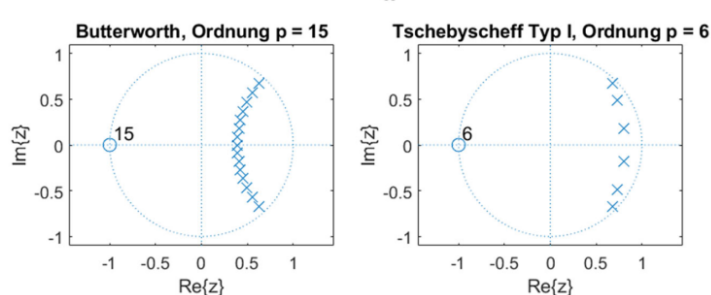 Butterworth, Ordnung p = 15
1
0.5
0
-0.5
-1
Im{z}
15
-1 -0.5 0 0.5 1
Re{z}
Tschebyscheff Typ I, Ordnung p = 6
1
0.5
0
-0.5
-1
Im{z}
6
-1 -0.5 0 0.5 1
Re{z}